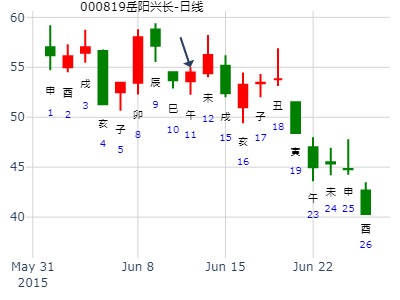 000819岳阳兴长-日线
60
55
50
45
40
申
1
酉
2
戌
3
亥
4
子
5
卯
8
辰
9
巳
10
午
11
未
12
戌
15
亥
16
子
17
丑
18
寅
19
午
23
未
24
申
25
酉
26
May 31
2015
Jun 8
Jun 15
Jun 22